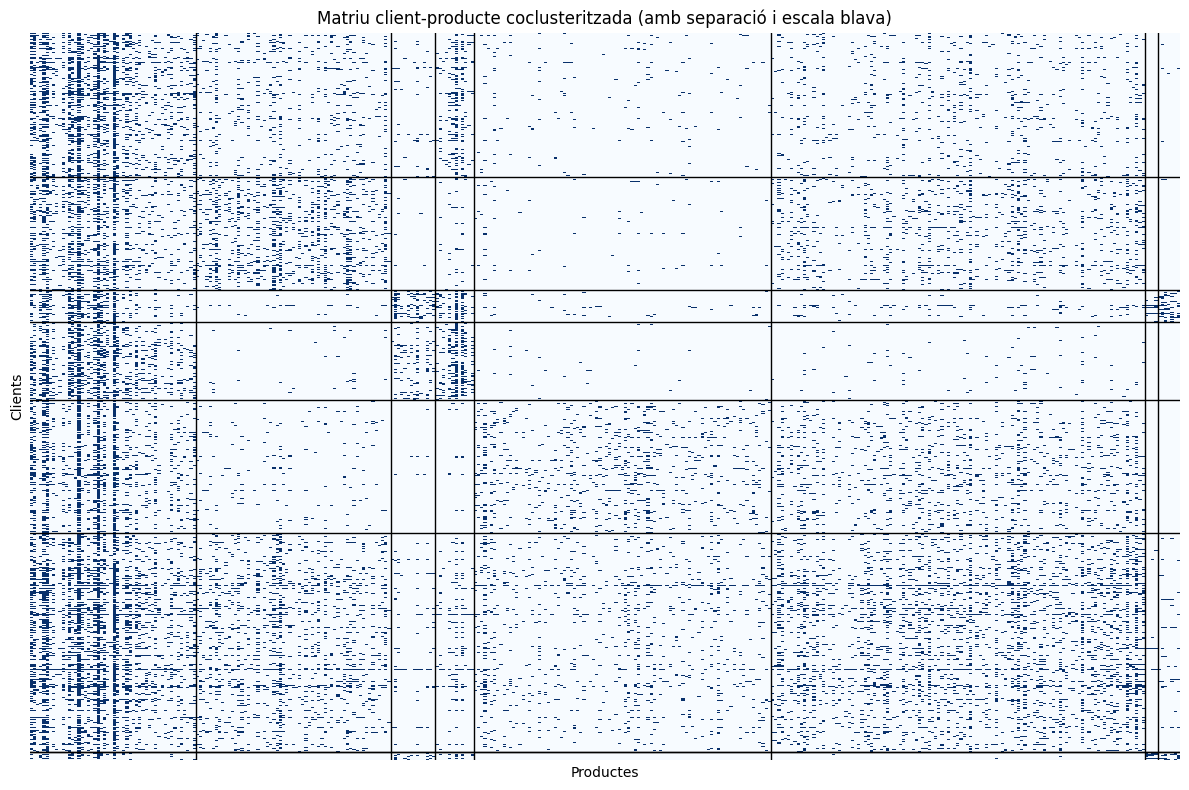 Matriu client-producte coclusteritzada (amb separació i escala blava)
Clients
Productes